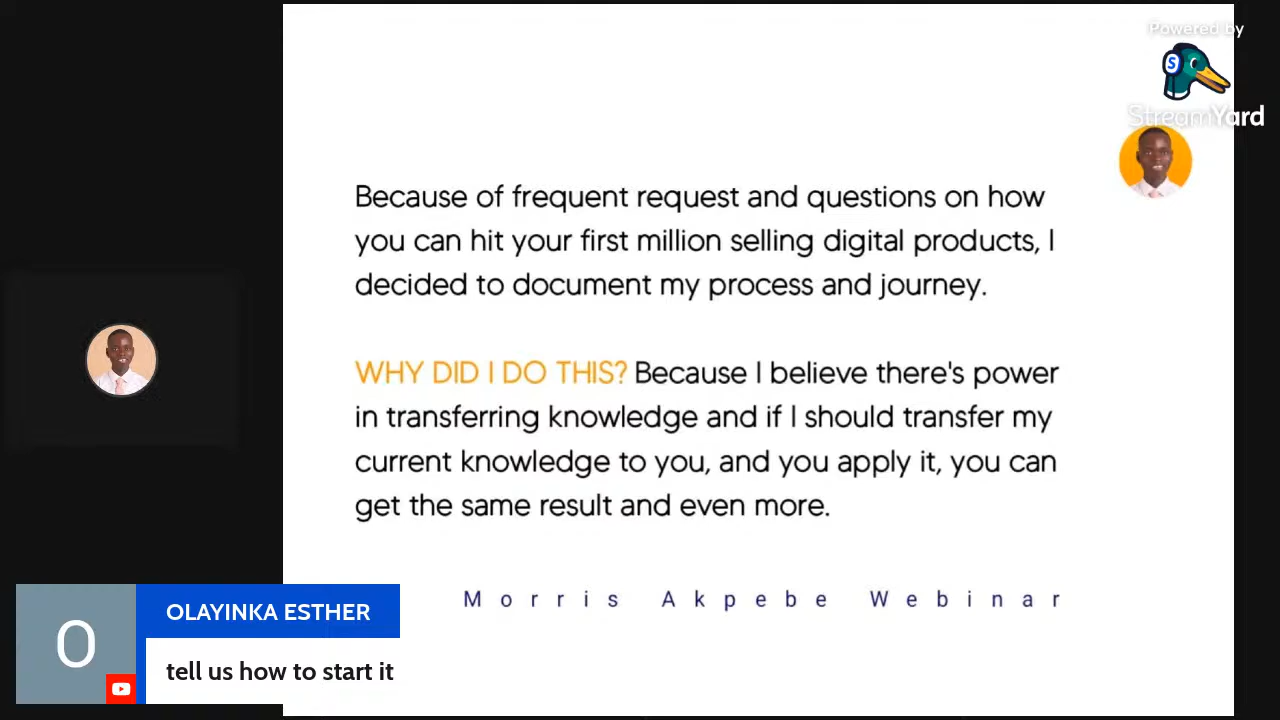 Powered by
S
StreamYard
Because of frequent request and questions on how
you can hit your first million selling digital products, I
decided to document my process and journey.
WHY DID I DO THIS? Because I believe there's power
in transferring knowledge and if I should transfer my
current knowledge to you, and you apply it, you can
get the same result and even more.
Morris Akpebe Webinar
O
OLAYINKA ESTHER
tell us how to start it